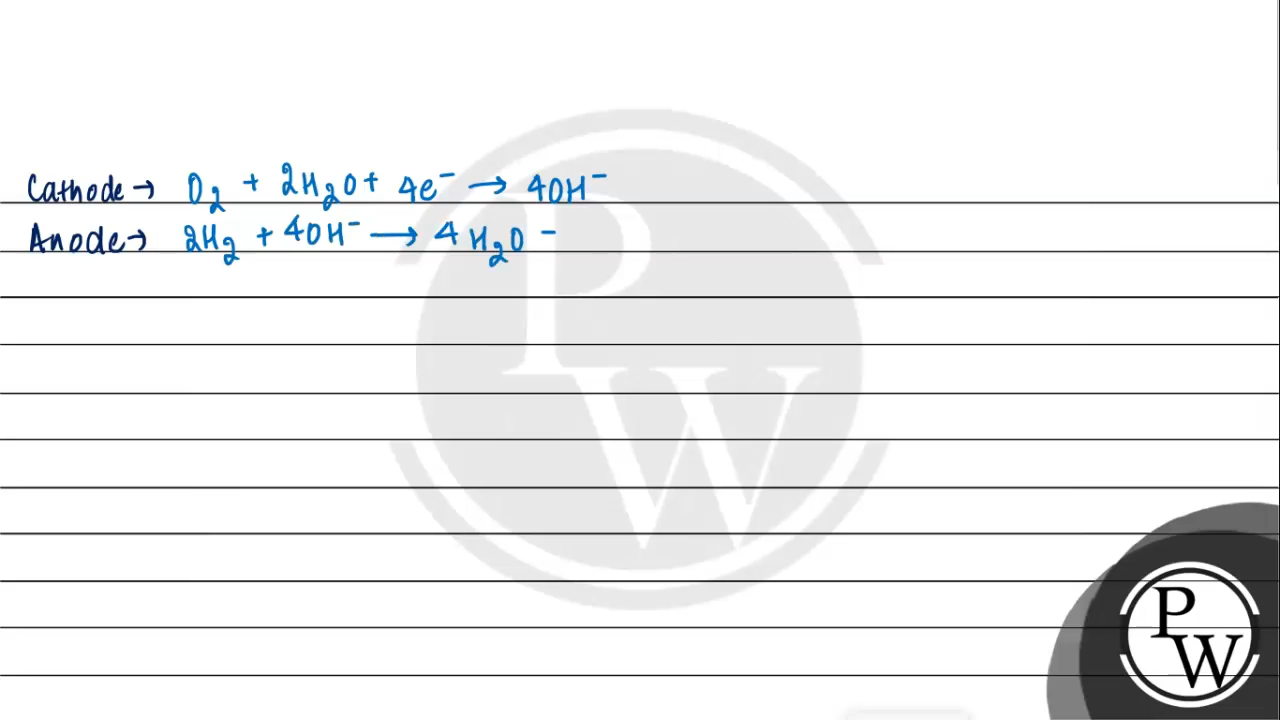 Cathode → O₂ + 2H₂O + 4e⁻ → 4OH⁻
Anode → 2H₂ + 4OH⁻ → 4H₂O -
P
W
P
W